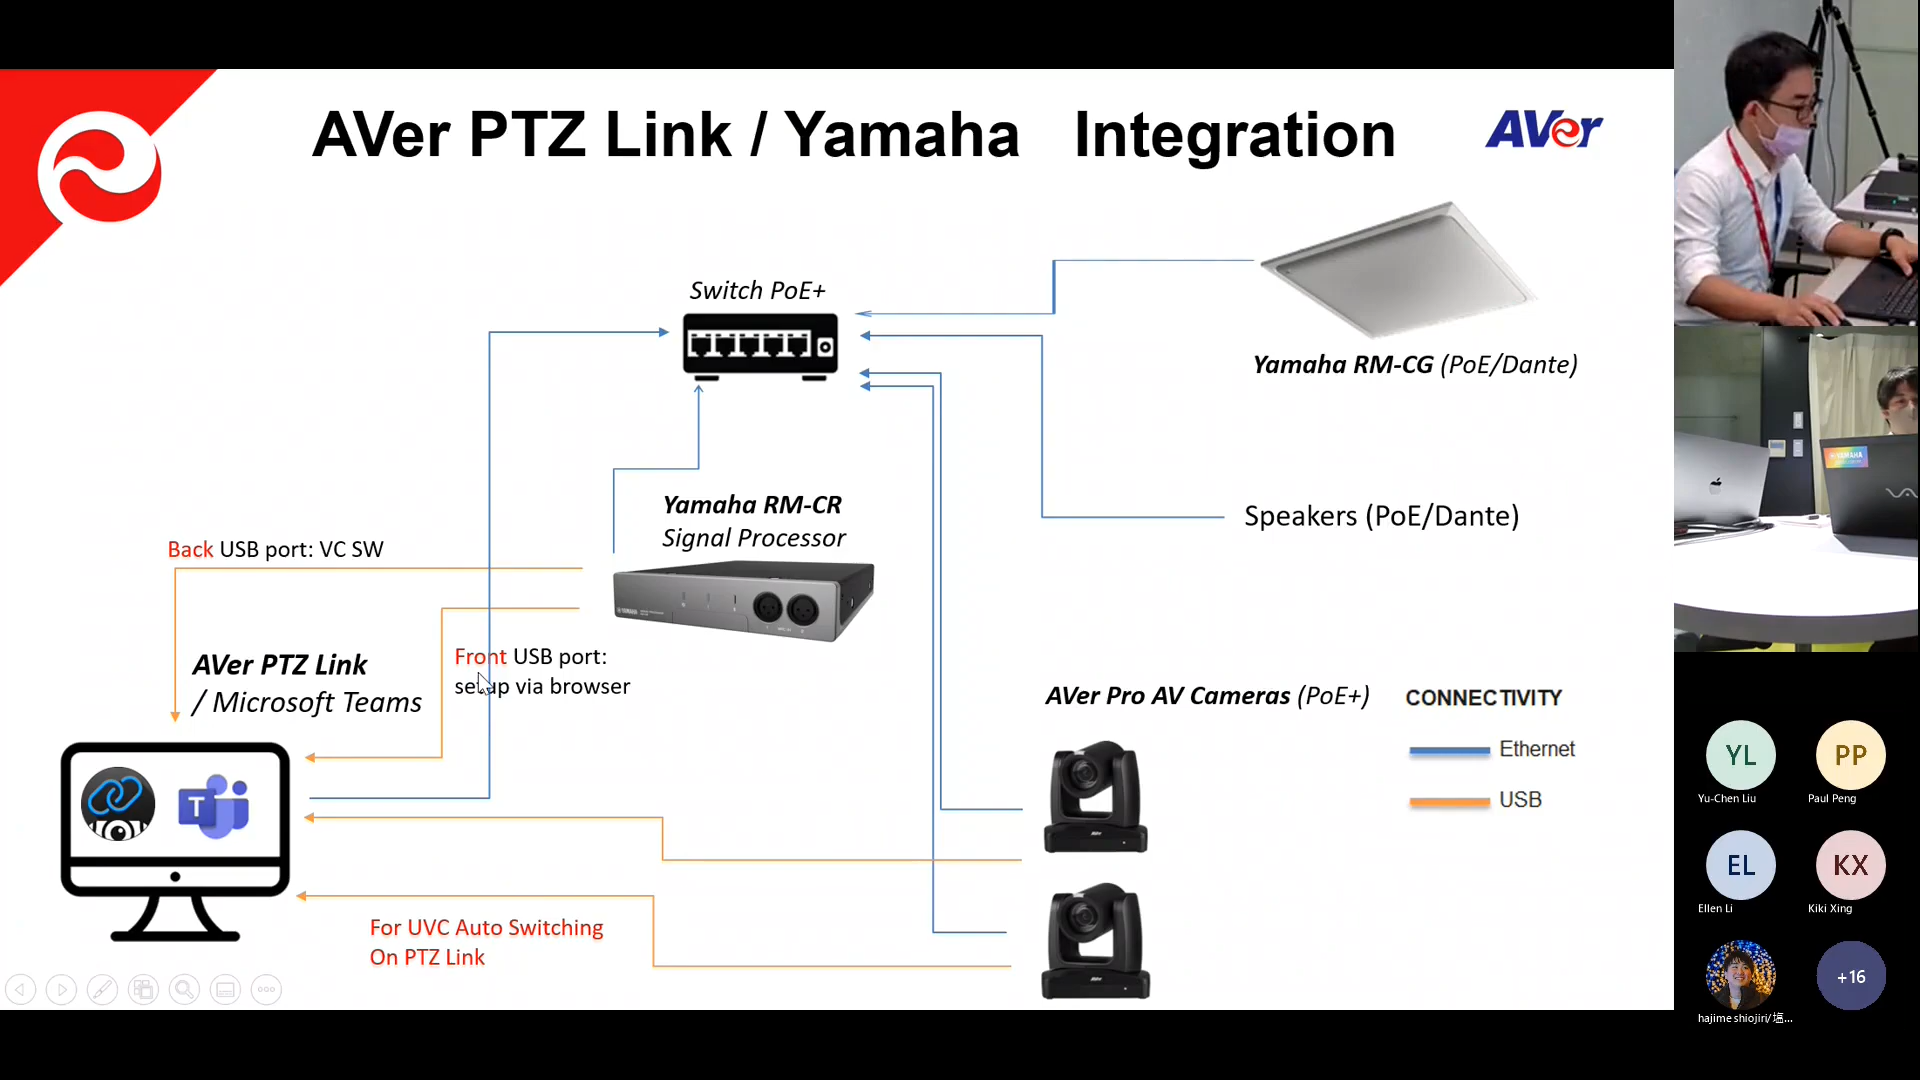 AVer PTZ Link / Yamaha Integration
AVer
Switch PoE+
Yamaha RM-CG (PoE/Dante)
Yamaha RM-CR
Signal Processor
Speakers (PoE/Dante)
Back USB port: VC SW
Front USB port:
setup via browser
AVer PTZ Link
/ Microsoft Teams
T
AVer Pro AV Cameras (PoE+)
CONNECTIVITY
Ethernet
USB
For UVC Auto Switching
On PTZ Link
YAMAHA
YL
Yu-Chen Liu
PP
Paul Peng
EL
Ellen Li
KX
Kiki Xing
hajime shiojiri/塩...
+16